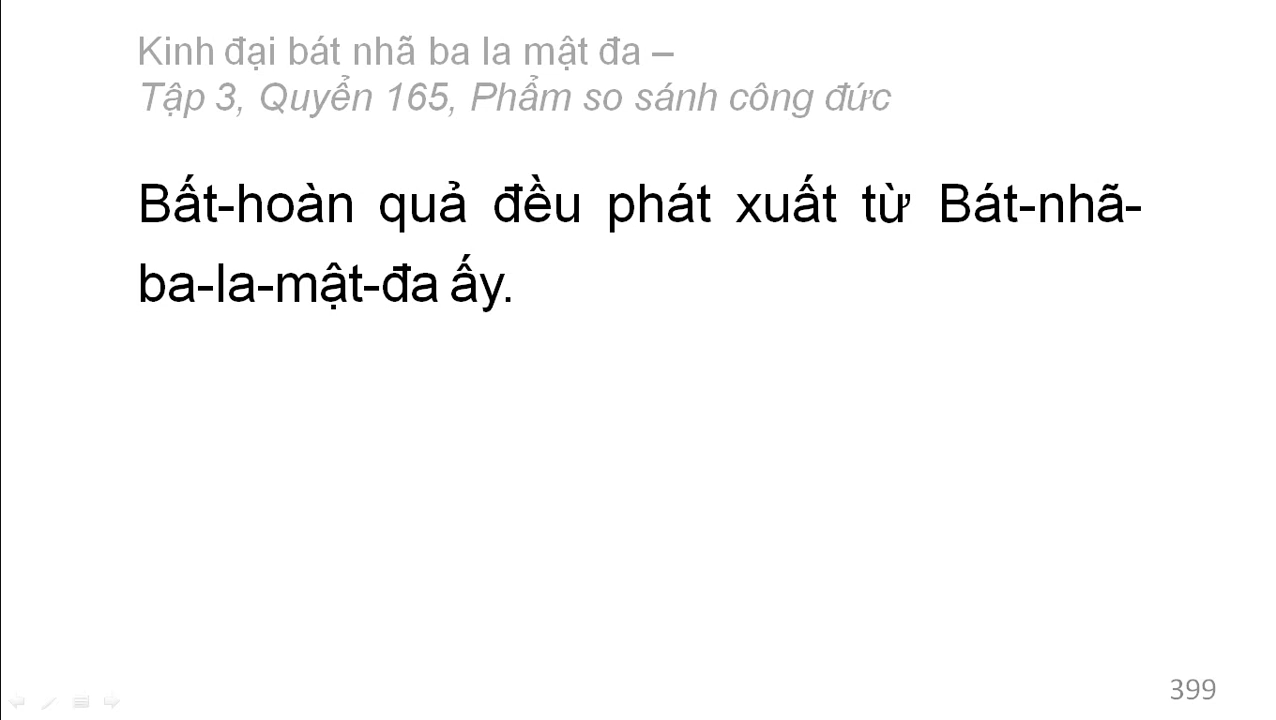 Kinh đại bát nhã ba la mật đa –
Tập 3, Quyển 165, Phẩm so sánh công đức
Bất-hoàn quả đều phát xuất từ Bát-nhã-
ba-la-mật-đa ấy.
399